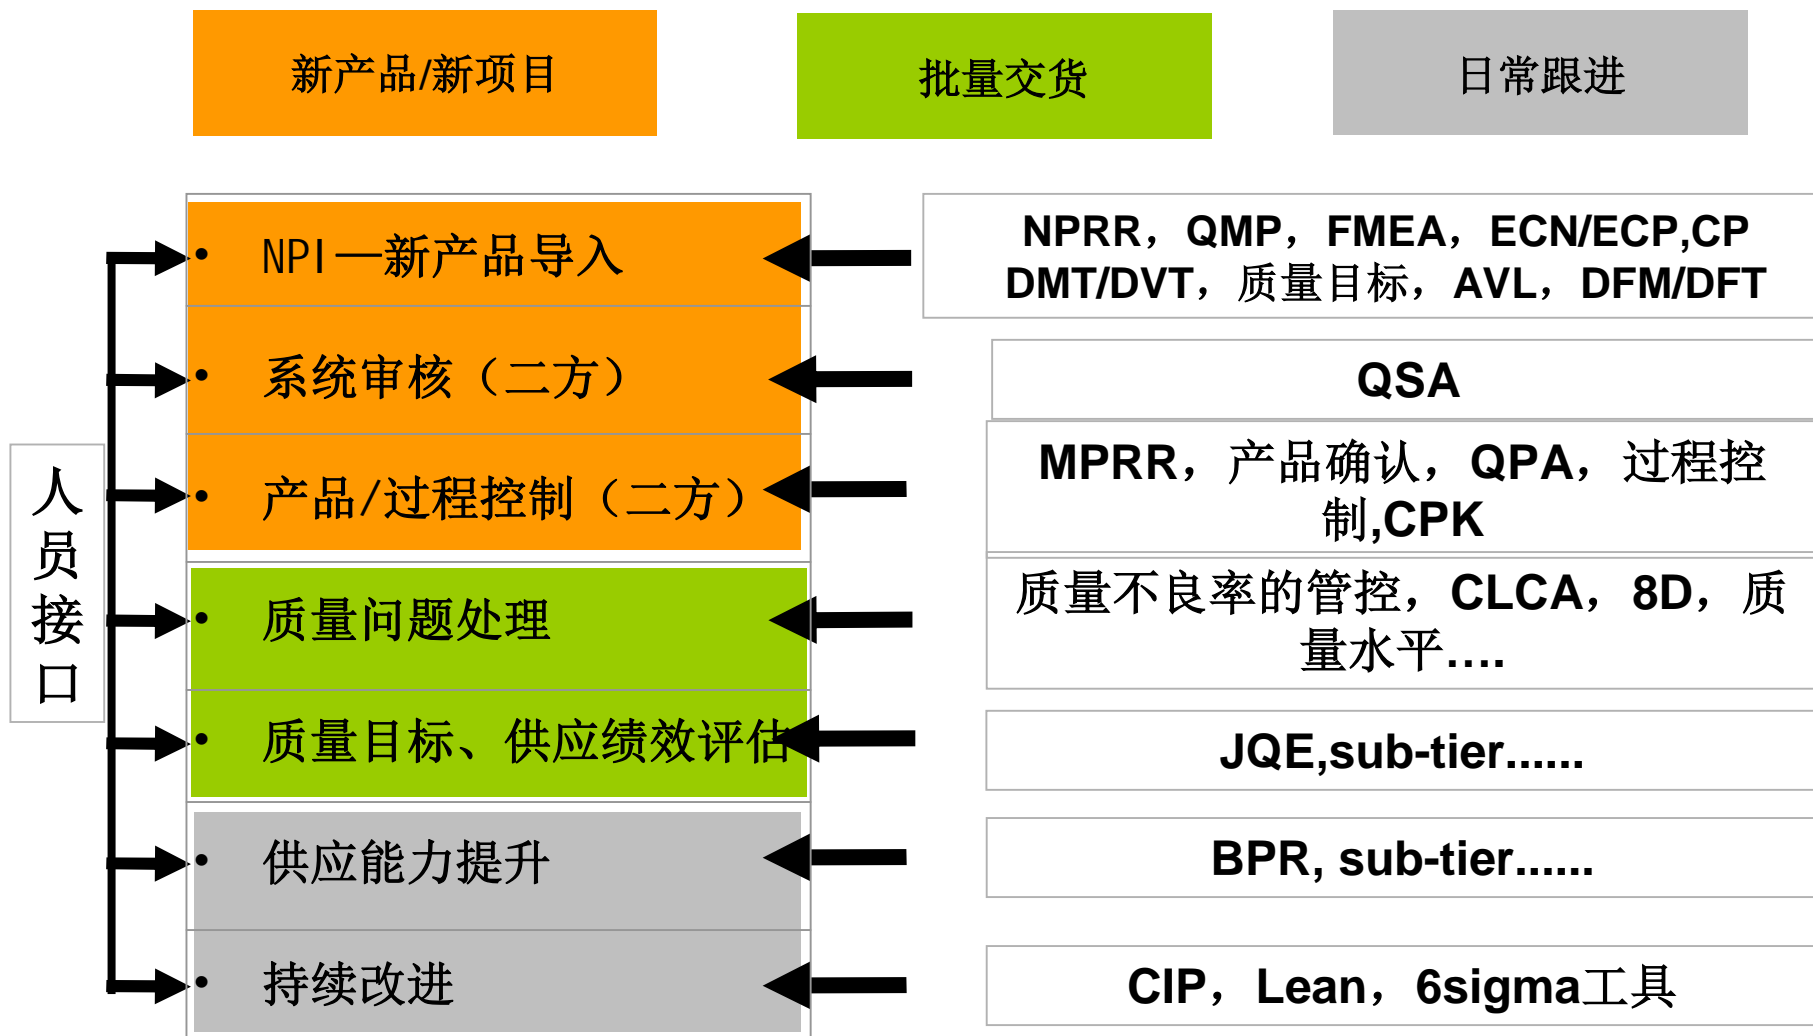 新产品/新项目
批量交货
日常跟进
人员接口
• NPI—新产品导入
NPRR，QMP，FMEA，ECN/ECP,CP
DMT/DVT，质量目标，AVL，DFM/DFT
• 系统审核（二方）
QSA
• 产品/过程控制（二方）
MPRR，产品确认，QPA，过程控
制,CPK
• 质量问题处理
质量不良率的管控，CLCA，8D，质
量水平....
• 质量目标、供应绩效评估
JQE,sub-tier......
• 供应能力提升
BPR, sub-tier......
• 持续改进
CIP，Lean，6sigma工具